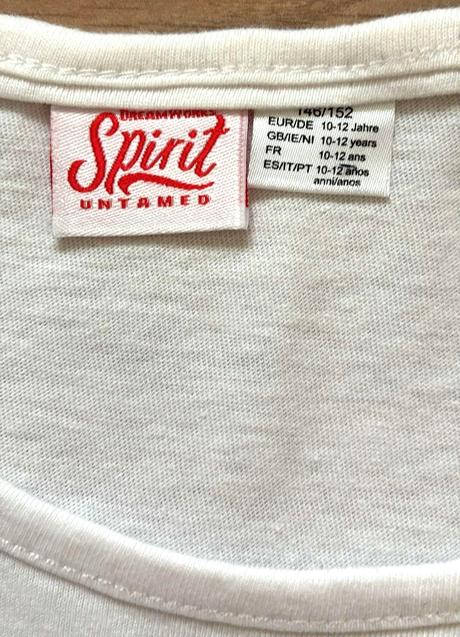 DREAMWORKS
Spirit
UNTAMED
146/152
EUR/DE 10-12 Jahre
GB/IE/NI 10-12 years
FR 10-12 ans
ES/IT/PT 10-12 años
anni/anos